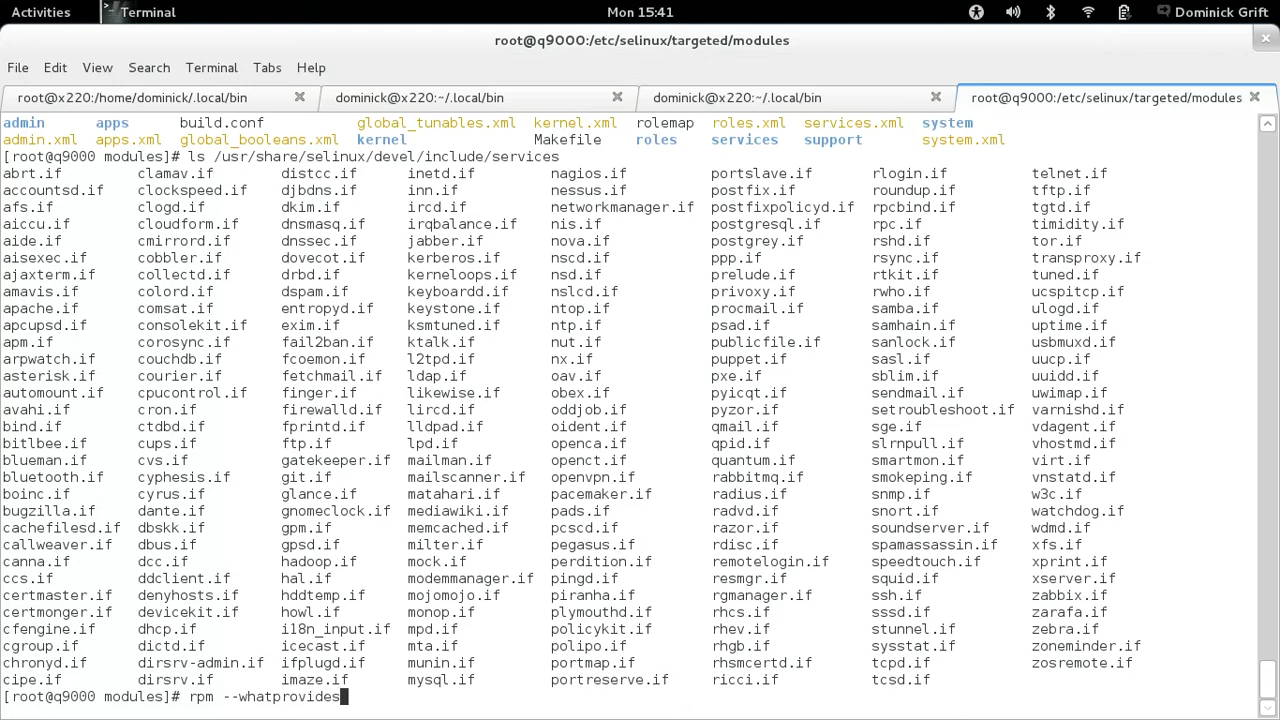 Activities Terminal Mon 15:41 Dominick Grift
root@q9000:/etc/selinux/targeted/modules
File Edit View Search Terminal Tabs Help
root@x220:/home/dominick/.local/bin dominick@x220:~/.local/bin dominick@x220:~/.local/bin root@q9000:/etc/selinux/targeted/modules
admin apps build.conf global_tunables.xml kernel.xml rolemap roles.xml services.xml system
admin.xml apps.xml global_booleans.xml kernel Makefile roles services support system.xml
[root@q9000 modules]# ls /usr/share/selinux/devel/include/services
abrt.if clamav.if distcc.if inetd.if nagios.if portslave.if rlogin.if telnet.if
accountsd.if clockspeed.if djbdns.if inn.if nessus.if postfix.if roundup.if tftp.if
afs.if clogd.if dkim.if ircd.if networkmanager.if postfixpolicyd.if rpcbind.if tgtd.if
aiccu.if cloudform.if dnsmasq.if irqbalance.if nis.if postgresql.if rpc.if timidity.if
aide.if cmirrord.if dnssec.if jabber.if nova.if postgrey.if rshd.if tor.if
aisexec.if cobbler.if dovecot.if kerberos.if nscd.if ppp.if rsync.if transproxy.if
ajaxterm.if collectd.if drbd.if kerneloops.if nsd.if prelude.if rtkit.if tuned.if
amavis.if colord.if dspam.if keyboardd.if nslcd.if privoxy.if rwho.if ucspitcp.if
apache.if comsat.if entropyd.if keystone.if ntop.if procmail.if samba.if ulogd.if
apcupsd.if consolekit.if exim.if ksmtuned.if ntp.if psad.if samhain.if uptime.if
apm.if corosync.if fail2ban.if ktalk.if nut.if publicfile.if sanlock.if usbmuxd.if
arpwatch.if couchdb.if fcoemon.if l2tpd.if nx.if puppet.if sasl.if uucp.if
asterisk.if courier.if fetchmail.if ldap.if oav.if pxe.if sblim.if uuidd.if
automount.if cpucontrol.if finger.if likewise.if obex.if pyicqt.if sendmail.if uwimap.if
avahi.if cron.if firewalld.if lircd.if oddjob.if pyzor.if setroubleshoot.if varnishd.if
bind.if ctdbd.if fprintd.if lldpad.if oident.if qmail.if sge.if vdagent.if
bitlbee.if cups.if ftp.if lpd.if openca.if qpid.if slrnpull.if vhostmd.if
blueman.if cvs.if gatekeeper.if mailman.if openct.if quantum.if smartmon.if virt.if
bluetooth.if cyphesis.if git.if mailscanner.if openvpn.if rabbitmq.if smokeping.if vnstatd.if
boinc.if cyrus.if glance.if matahari.if pacemaker.if radius.if snmp.if w3c.if
bugzilla.if dante.if gnomeclock.if mediawiki.if pads.if radvd.if snort.if watchdog.if
cachefilesd.if dbskk.if gpm.if memcached.if pcscd.if razor.if soundserver.if wdmd.if
callweaver.if dbus.if gpsd.if milter.if pegasus.if rdisc.if spamassassin.if xfs.if
canna.if dcc.if hadoop.if mock.if perdition.if remotelogin.if speedtouch.if xprint.if
ccs.if ddclient.if hal.if modemmanager.if pingd.if resmgr.if squid.if xserver.if
certmaster.if denyhosts.if hddtemp.if mojomojo.if piranha.if rgmanager.if ssh.if zabbix.if
certmonger.if devicekit.if howl.if monop.if plymouthd.if rhcs.if sssd.if zarafa.if
cfengine.if dhcp.if i18n_input.if mpd.if policykit.if rhev.if stunnel.if zebra.if
cgroup.if dictd.if icecast.if mta.if polipo.if rhgb.if sysstat.if zoneminder.if
chronyd.if dirsrv-admin.if ifplugd.if munin.if portmap.if rhsmcertd.if tcpd.if zosremote.if
cipe.if dirsrv.if imaze.if mysql.if portreserve.if ricci.if tcsd.if
[root@q9000 modules]# rpm --whatprovides